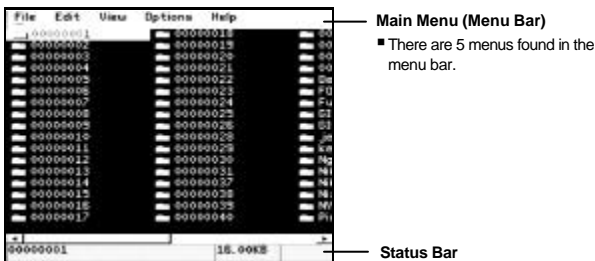 File Edit View Options Help
Main Menu (Menu Bar)
■ There are 5 menus found in the
menu bar.
00000001 00000018
00000002 00000019
00000003 00000020
00000004 00000021
00000005 00000022
00000006 00000023
00000007 00000024
00000008 00000025
00000009 00000026
00000010 00000028
00000011 00000029
00000012 00000030
00000013 00000031
00000014 00000037
00000015 00000038
00000016 00000039
00000017 00000040
00000001 16.00KB
Status Bar